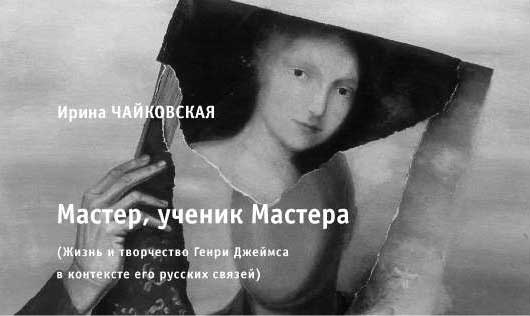 Ирина ЧАЙКОВСКАЯ
Мастер, ученик Мастера
(Жизнь и творчество Генри Джеймса
в контексте его русских связей)